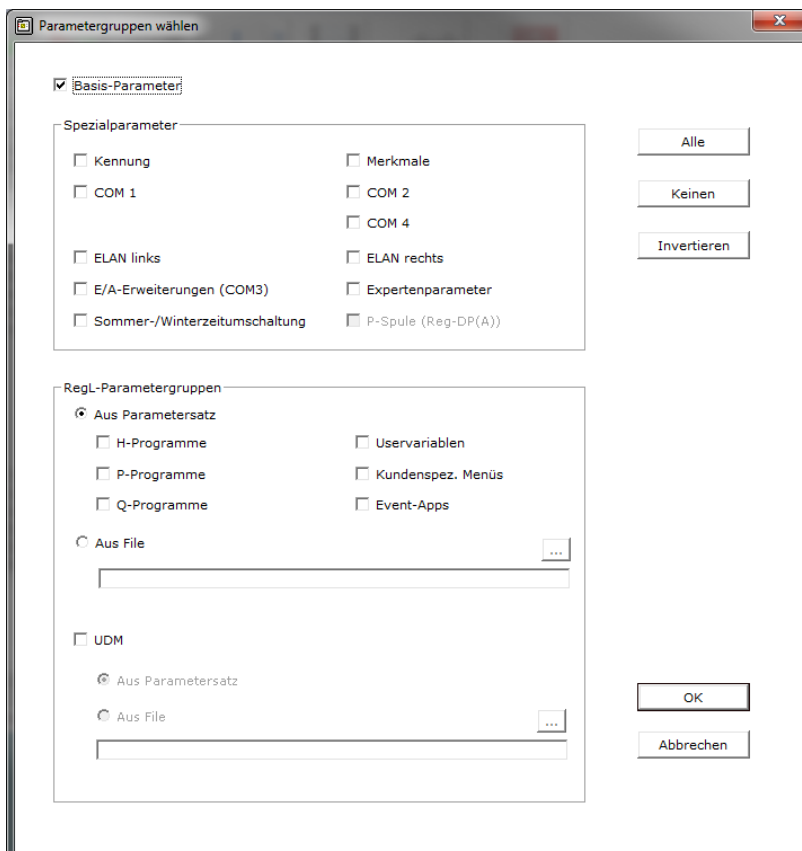 Parametergruppen wählen
Basis-Parameter
Spezialparameter
Kennung Merkmale
COM 1 COM 2
COM 4
ELAN links ELAN rechts
E/A-Erweiterungen (COM3) Expertenparameter
Sommer-/Winterzeitumschaltung P-Spule (Reg-DP(A))
Alle
Keinen
Invertieren
RegL-Parametergruppen
Aus Parametersatz
H-Programme Uservariablen
P-Programme Kundenspez. Menüs
Q-Programme Event-Apps
Aus File ...
UDM
Aus Parametersatz
Aus File ...
OK
Abbrechen